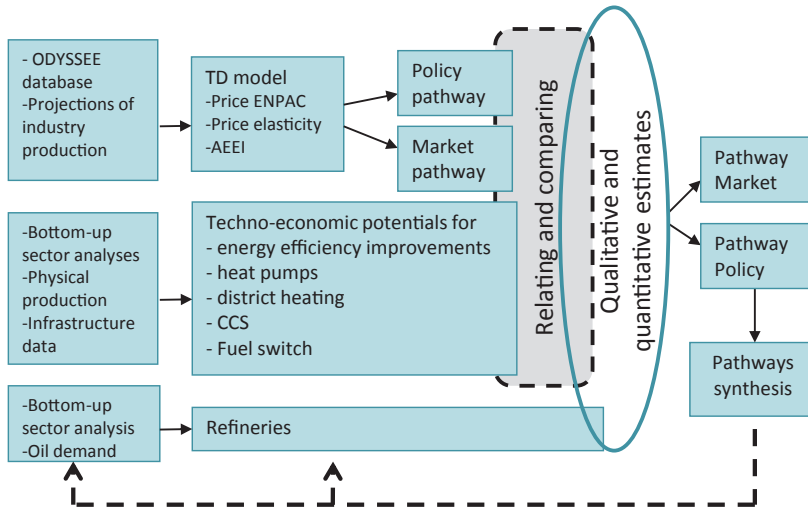 - ODYSSEE
database
-Projections of
industry
production
TD model
-Price ENPAC
-Price elasticity
-AEEI
Policy
pathway
Market
pathway
-Bottom-up
sector analyses
-Physical
production
-Infrastructure
data
Techno-economic potentials for
- energy efficiency improvements
- heat pumps
- district heating
- CCS
- Fuel switch
-Bottom-up
sector analysis
-Oil demand
Refineries
Relating and comparing
Qualitative and
quantitative estimates
Pathway
Market
Pathway
Policy
Pathways
synthesis